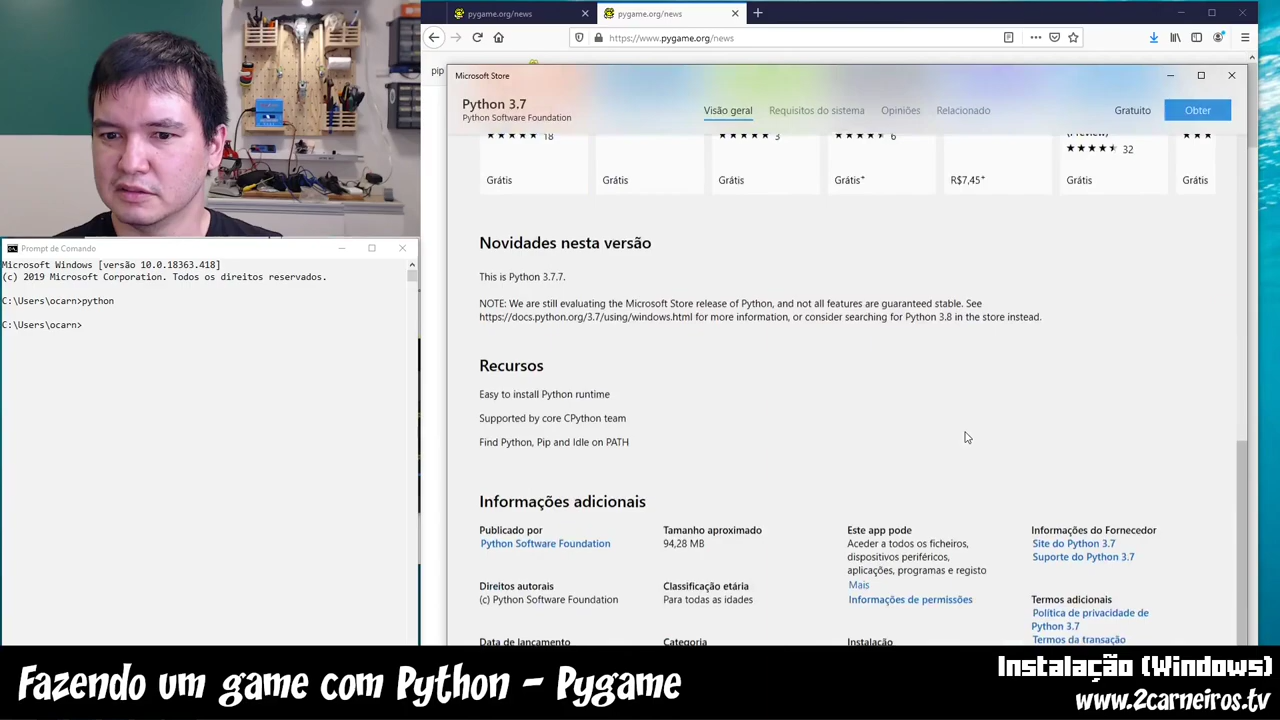 pygame.org/news
pygame.org/news
https://www.pygame.org/news
pip
Microsoft Store
Python 3.7
Python Software Foundation
Visão geral
Requisitos do sistema
Opiniões
Relacionado
Gratuito
Obter
18
3
6
(Preview)
32
Grátis
Grátis
Grátis
Grátis+
R$7,45+
Grátis
Grátis
Novidades nesta versão
This is Python 3.7.7.
NOTE: We are still evaluating the Microsoft Store release of Python, and not all features are guaranteed stable. See
https://docs.python.org/3.7/using/windows.html for more information, or consider searching for Python 3.8 in the store instead.
Recursos
Easy to install Python runtime
Supported by core CPython team
Find Python, Pip and Idle on PATH
Informações adicionais
Publicado por
Python Software Foundation
Tamanho aproximado
94,28 MB
Este app pode
Aceder a todos os ficheiros,
dispositivos periféricos,
aplicações, programas e registo
Mais
Informações de permissões
Informações do Fornecedor
Site do Python 3.7
Suporte do Python 3.7
Direitos autorais
(c) Python Software Foundation
Classificação etária
Para todas as idades
Termos adicionais
Política de privacidade de
Python 3.7
Termos da transação
Data de lançamento
Categoria
Instalação
Prompt de Comando
Microsoft Windows [versão 10.0.18363.418]
(c) 2019 Microsoft Corporation. Todos os direitos reservados.
C:\Users\ocarn>python
C:\Users\ocarn>
Fazendo um game com Python - Pygame
Instalação (Windows)
www.2carneiros.tv